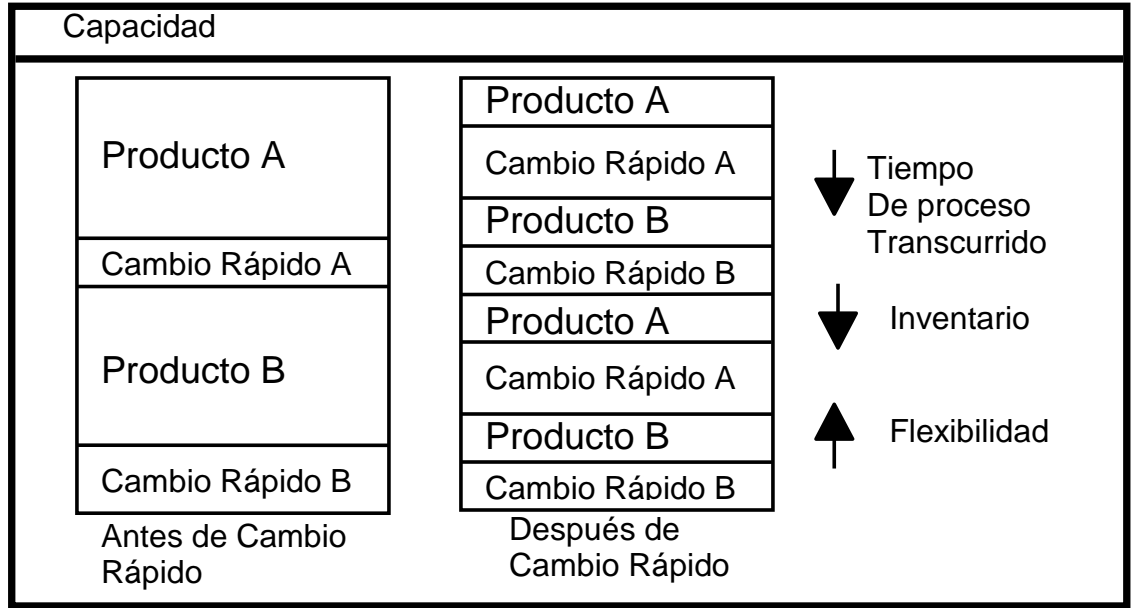 Capacidad
Producto A
Cambio Rápido A
Producto B
Cambio Rápido B
Antes de Cambio
Rápido
Producto A
Cambio Rápido A
Producto B
Cambio Rápido B
Producto A
Cambio Rápido A
Producto B
Cambio Rápido B
Después de
Cambio Rápido
Tiempo
De proceso
Transcurrido
Inventario
Flexibilidad